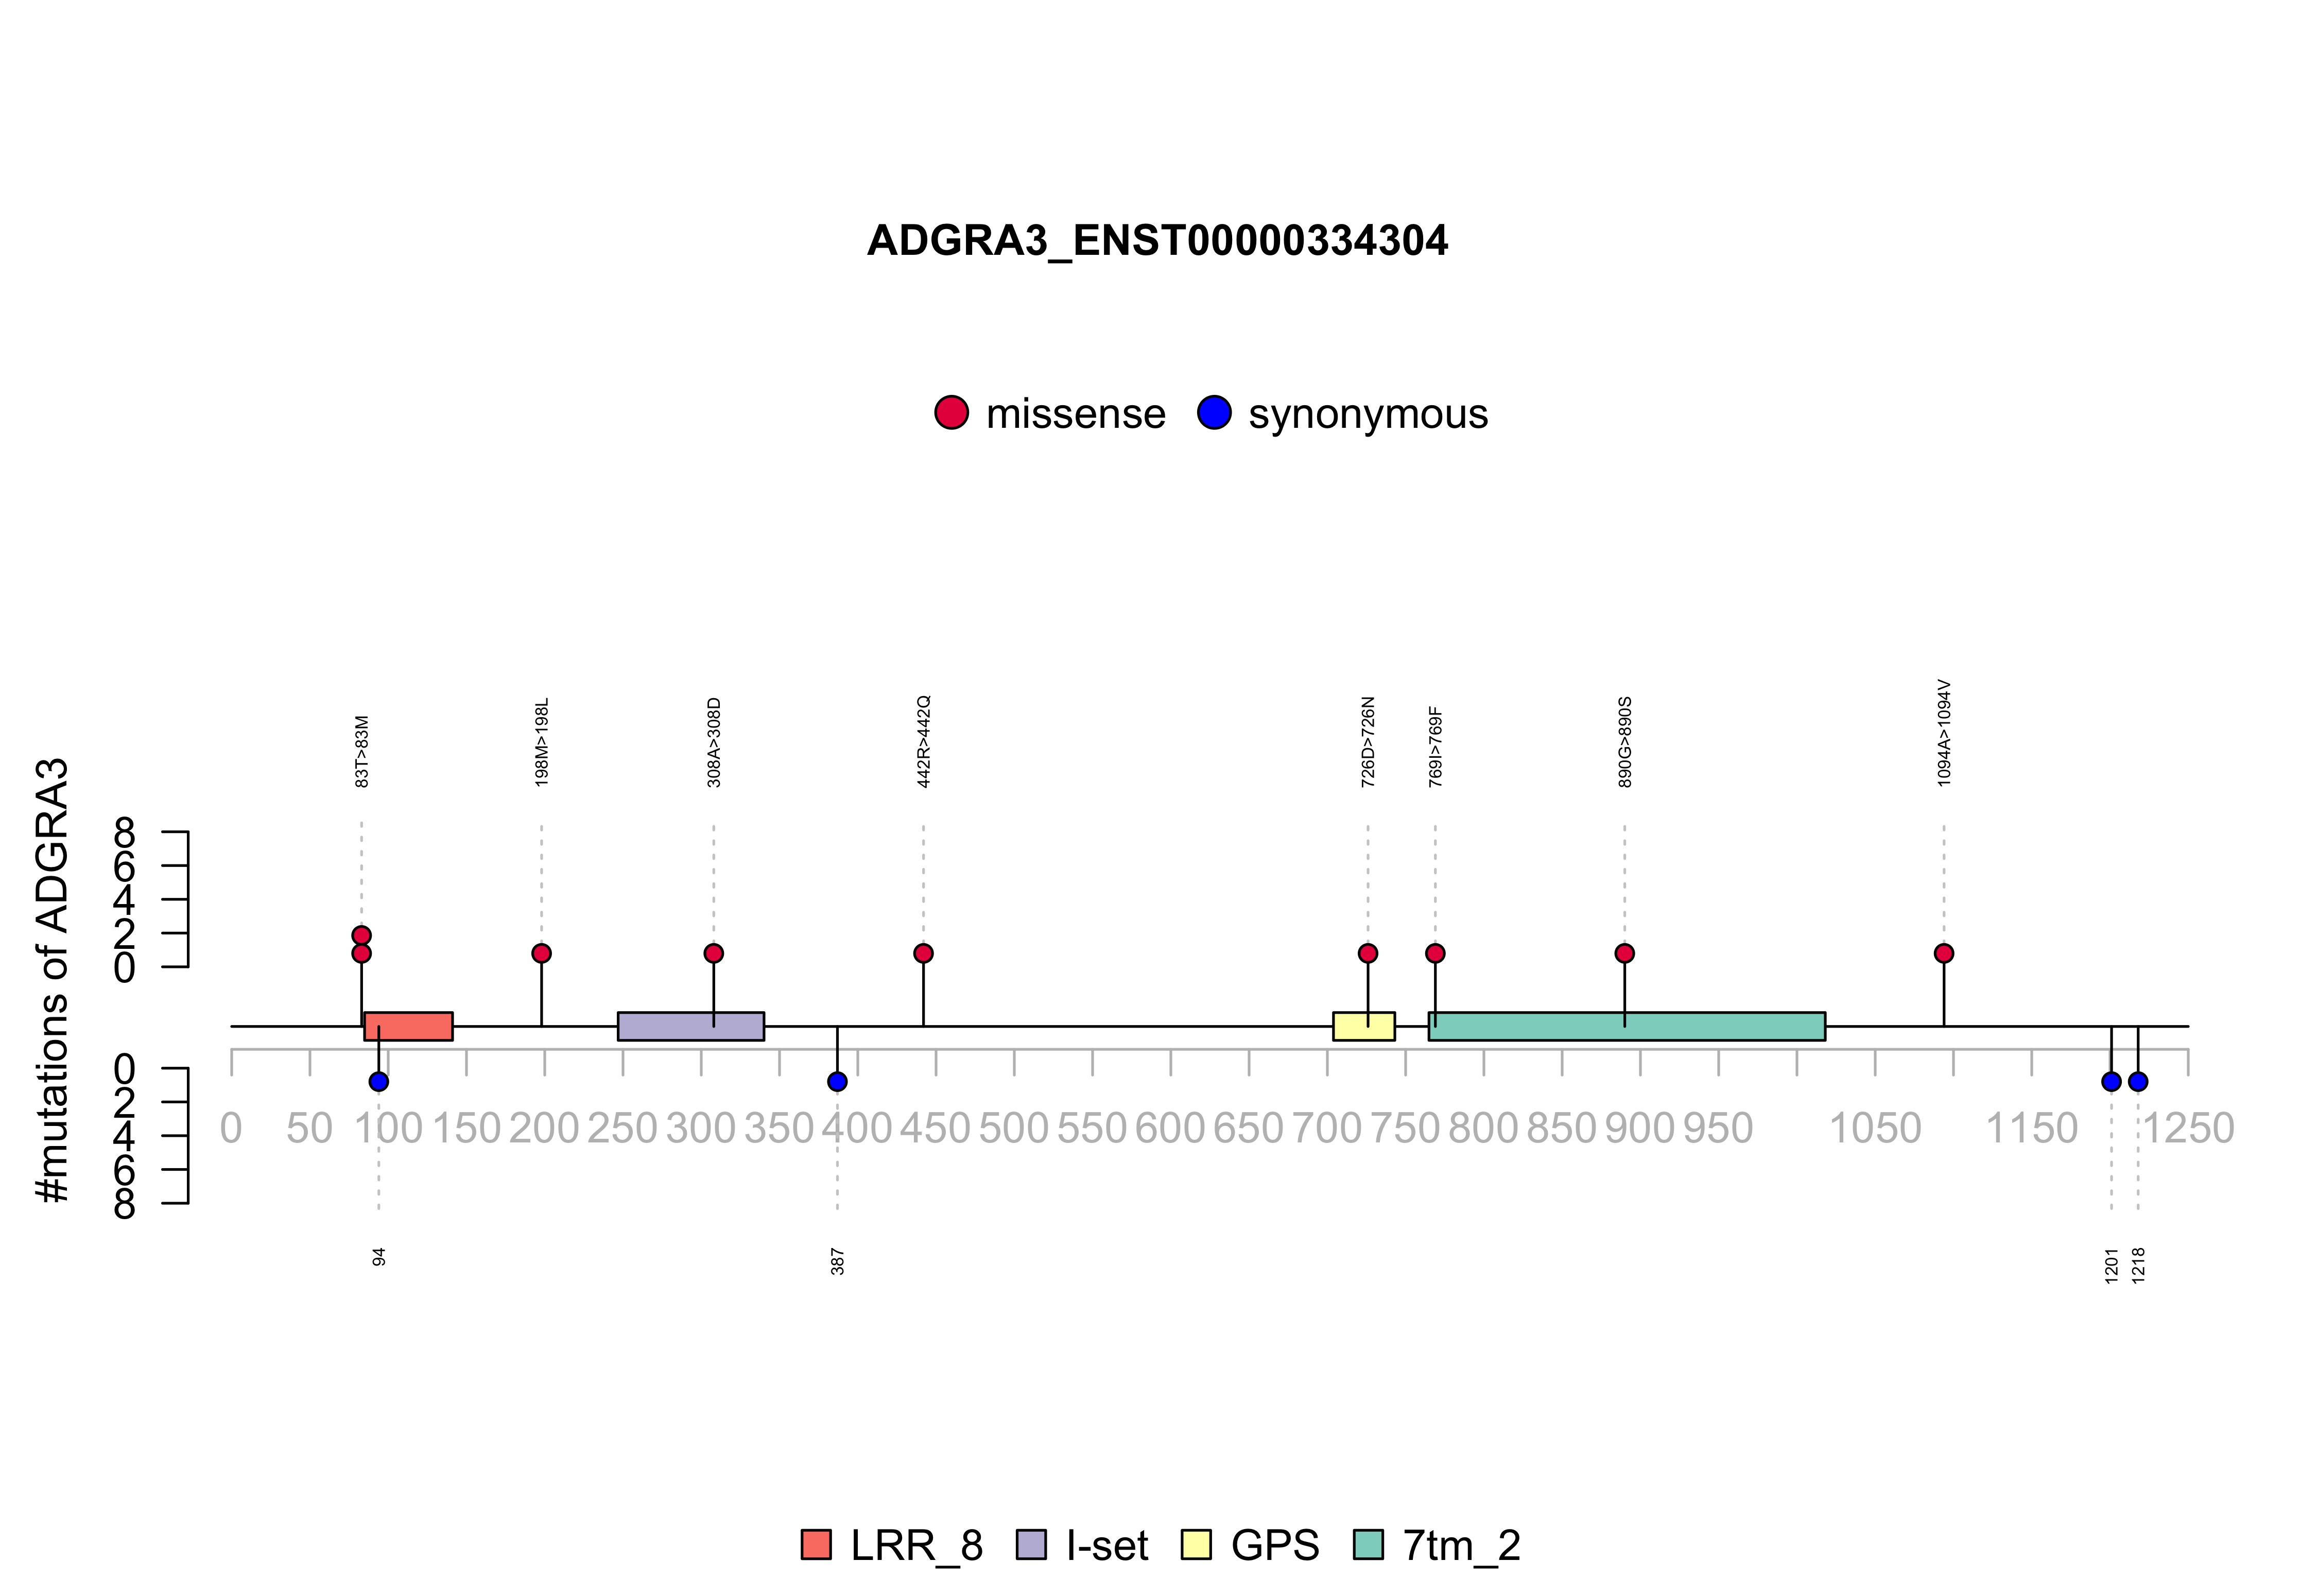 ADGRA3_ENST00000334304
missense synonymous
83T>83M 198M>198L 308A>308D 442R>442Q 726D>726N 769I>769F 890G>890S 1094A>1094V
#mutations of ADGRA3
8
6
4
2
0
0
2
4
6
8
0 50 100 150 200 250 300 350 400 450 500 550 600 650 700 750 800 850 900 950 1050 1150 1250
94 387 1201 1218
LRR_8 I-set GPS 7tm_2